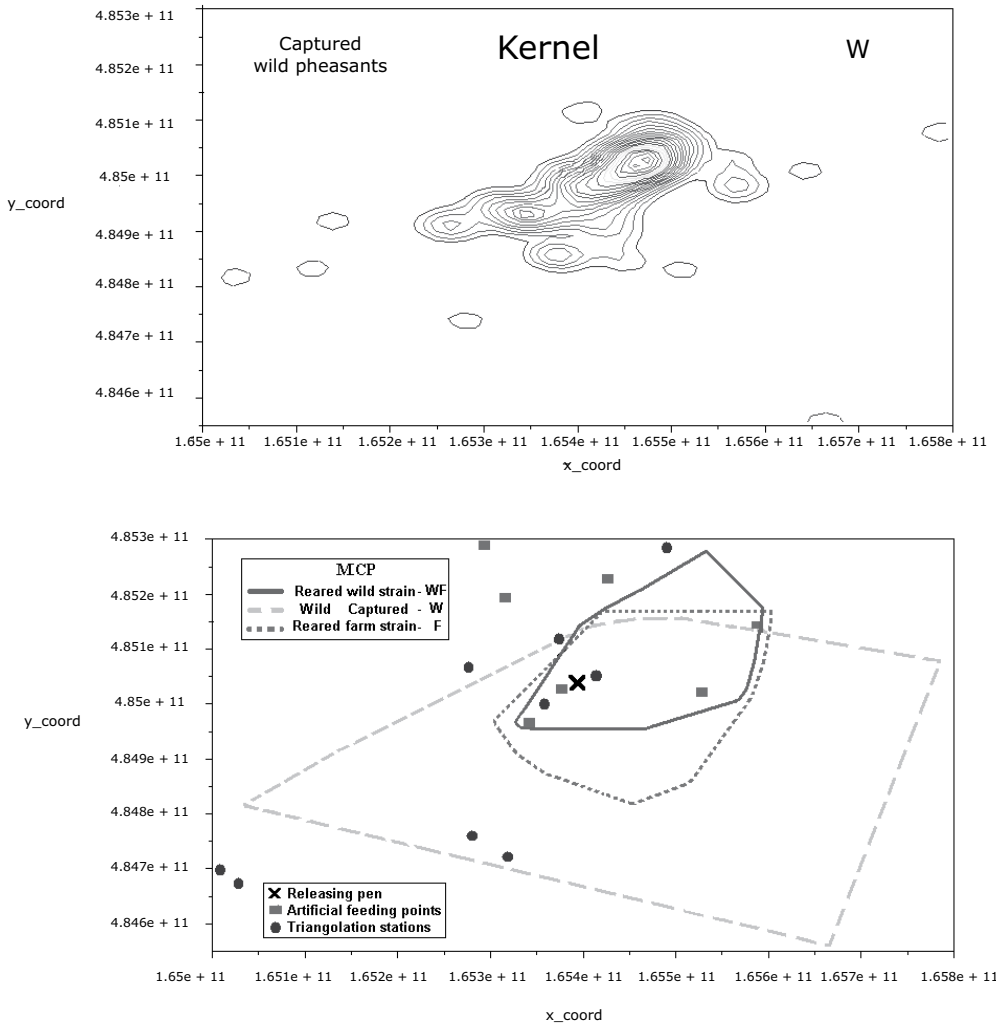 Captured
wild pheasants
Kernel
W
4.853e + 11
4.852e + 11
4.851e + 11
4.85e + 11
4.849e + 11
4.848e + 11
4.847e + 11
4.846e + 11
y_coord
1.65e + 11 1.651e + 11 1.652e + 11 1.653e + 11 1.654e + 11 1.655e + 11 1.656e + 11 1.657e + 11 1.658e + 11
x_coord
4.853e + 11
4.852e + 11
4.851e + 11
4.85e + 11
4.849e + 11
4.848e + 11
4.847e + 11
4.846e + 11
y_coord
MCP
Reared wild strain- WF
Wild Captured - W
Reared farm strain- F
Releasing pen
Artificial feeding points
Triangolation stations
1.65e + 11 1.651e + 11 1.652e + 11 1.653e + 11 1.654e + 11 1.655e + 11 1.656e + 11 1.657e + 11 1.658e + 11
x_coord